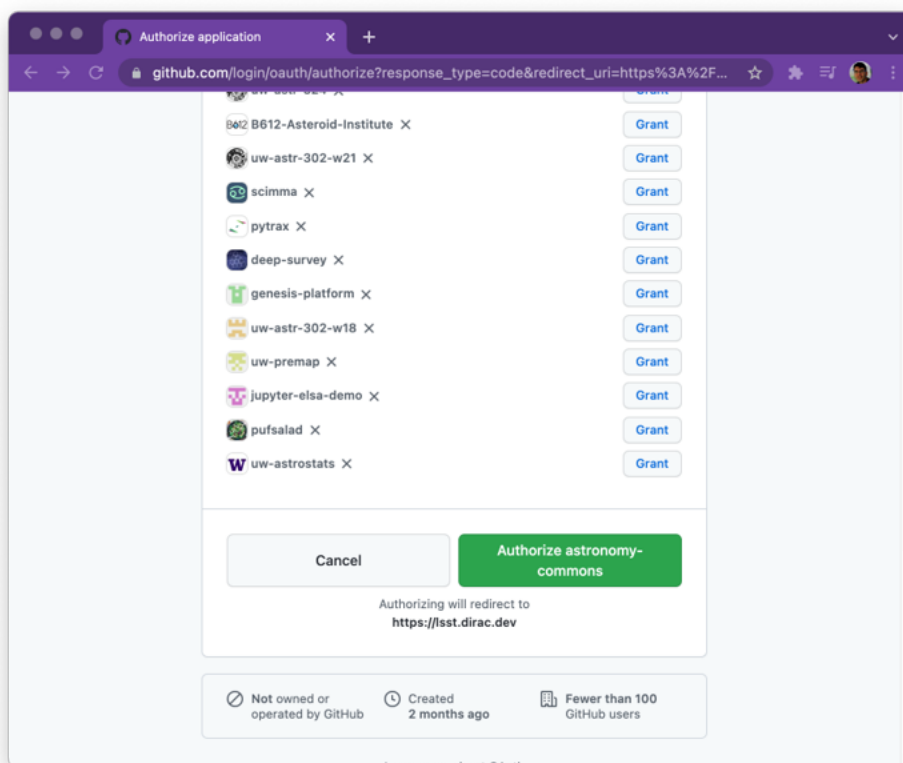 Authorize application
github.com/login/oauth/authorize?response_type=code&redirect_uri=https%3A%2F...
Grant
B612 B612-Asteroid-Institute Grant
uw-astr-302-w21 Grant
scimma Grant
pytrax Grant
deep-survey Grant
genesis-platform Grant
uw-astr-302-w18 Grant
uw-premap Grant
jupyter-elsa-demo Grant
pufsalad Grant
W uw-astrostats Grant
Cancel
Authorize astronomy-
commons
Authorizing will redirect to
https://lsst.dirac.dev
Not owned or
operated by GitHub
Created
2 months ago
Fewer than 100
GitHub users